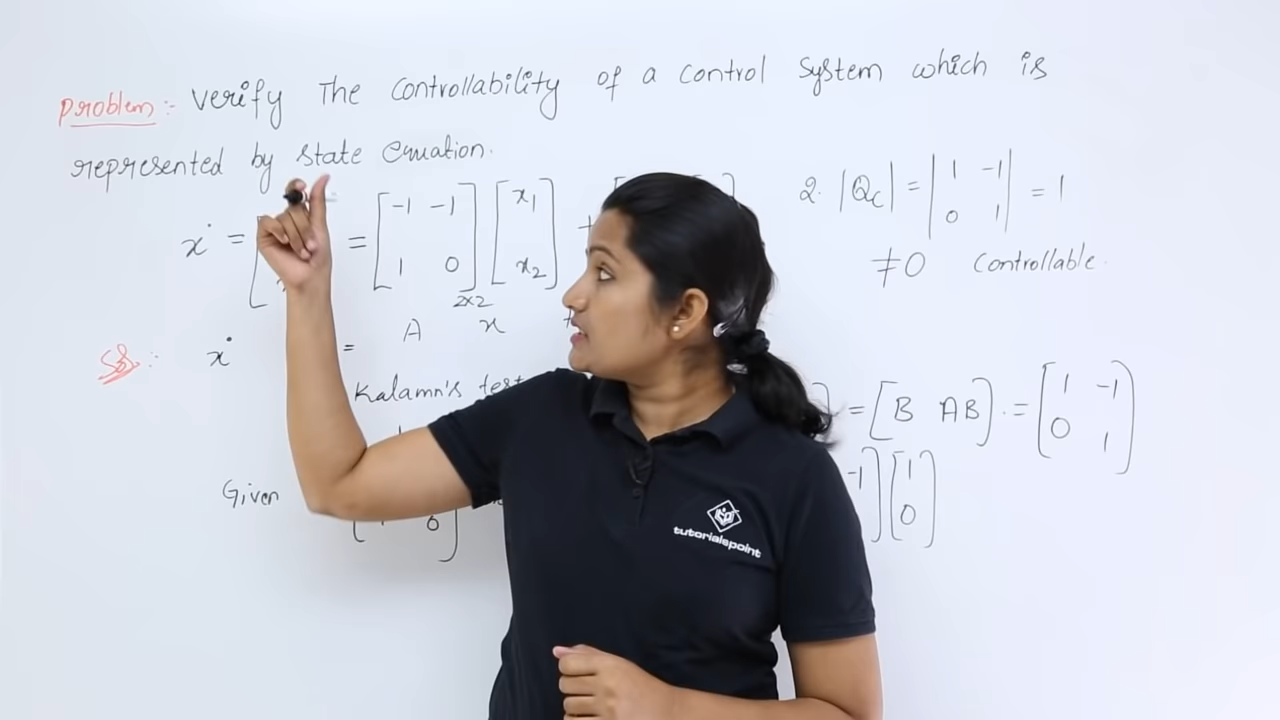 Problem:- Verify The Controllability of a Control System which is
represented by state equation.
ẋ = = [-1 -1 1 0] 2x2 [x1 x2] +
2. |Qc| = |1 -1 0 1| = 1
≠0 Controllable.
Sol:- ẋ = A x +
Kalamn's test
= [B AB] .= [1 -1 0 1]
-1] [1 0]
Given
0
tutorialspoint